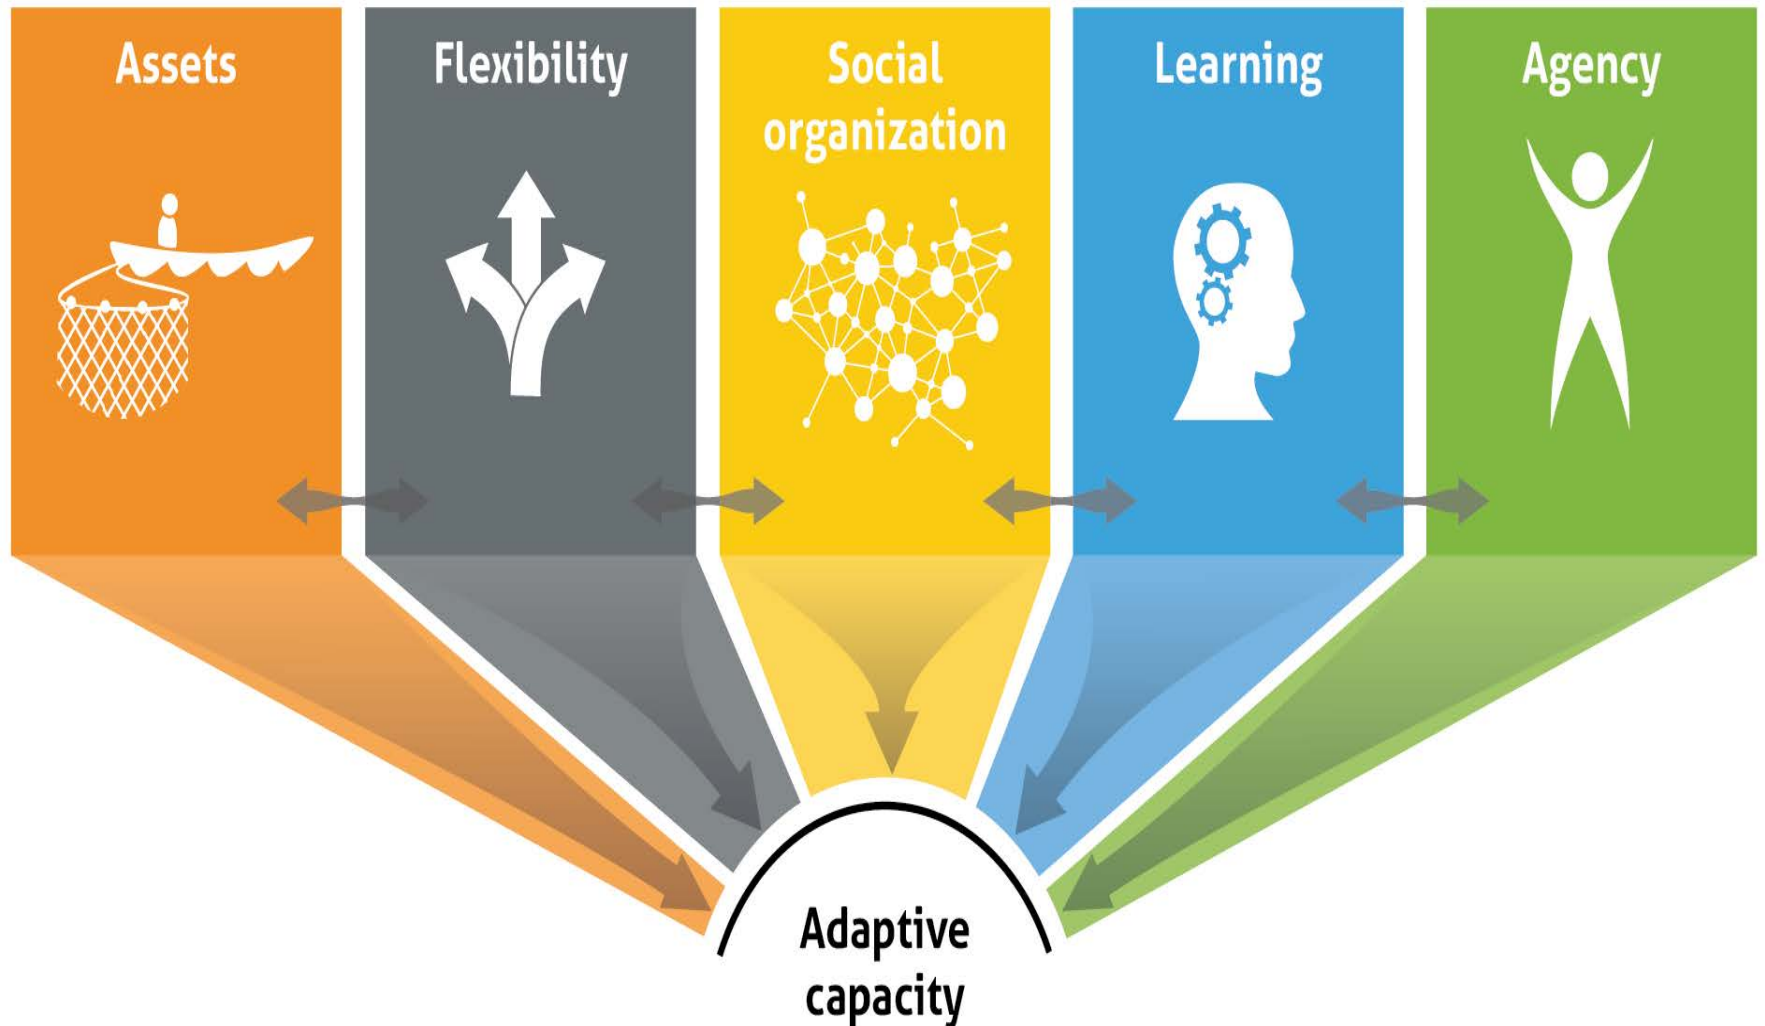 Assets
Flexibility
Social
organization
Learning
Agency
Adaptive
capacity